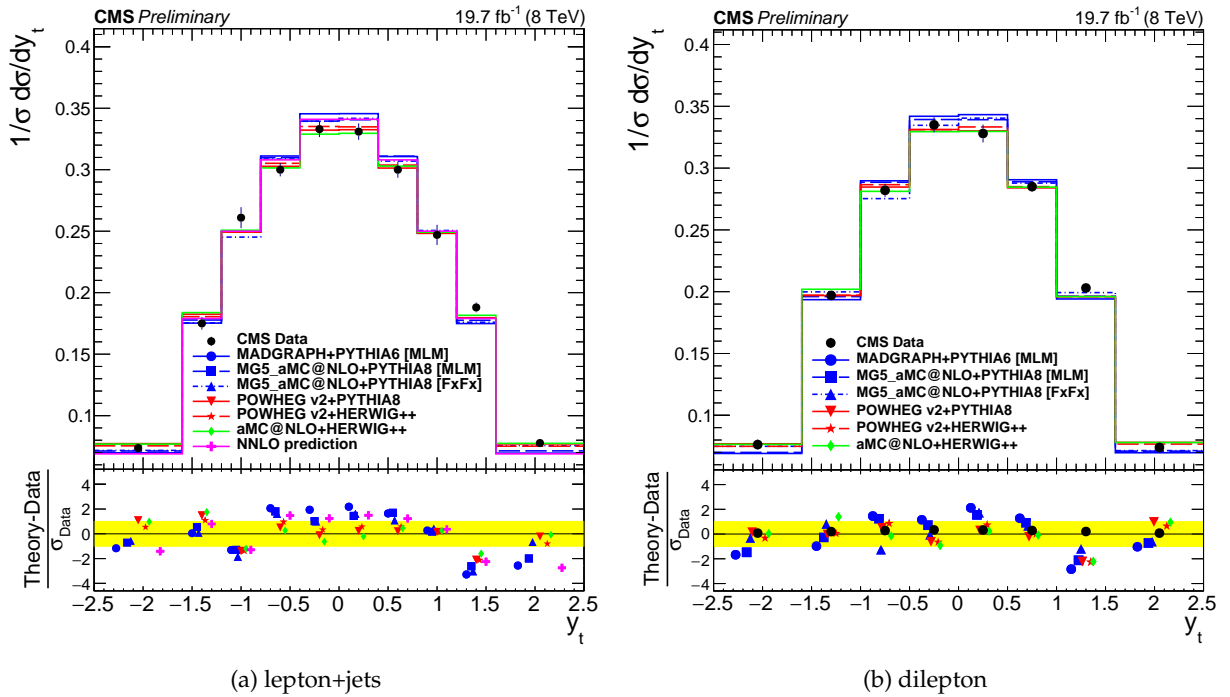 CMS Preliminary 19.7 fb⁻¹ (8 TeV)
1/σ dσ/dy_t
0.4
0.35
0.3
0.25
0.2
0.15
0.1
CMS Data
MADGRAPH+PYTHIA6 [MLM]
MG5_aMC@NLO+PYTHIA8 [MLM]
MG5_aMC@NLO+PYTHIA8 [FxFx]
POWHEG v2+PYTHIA8
POWHEG v2+HERWIG++
aMC@NLO+HERWIG++
NNLO prediction
Theory-Data
σ_Data
4
2
0
−2
−4
−2.5 −2 −1.5 −1 −0.5 0 0.5 1 1.5 2 2.5
y_t
(a) lepton+jets
CMS Preliminary 19.7 fb⁻¹ (8 TeV)
1/σ dσ/dy_t
0.4
0.35
0.3
0.25
0.2
0.15
0.1
CMS Data
MADGRAPH+PYTHIA6 [MLM]
MG5_aMC@NLO+PYTHIA8 [MLM]
MG5_aMC@NLO+PYTHIA8 [FxFx]
POWHEG v2+PYTHIA8
POWHEG v2+HERWIG++
aMC@NLO+HERWIG++
Theory-Data
σ_Data
4
2
0
−2
−4
−2.5 −2 −1.5 −1 −0.5 0 0.5 1 1.5 2 2.5
y_t
(b) dilepton